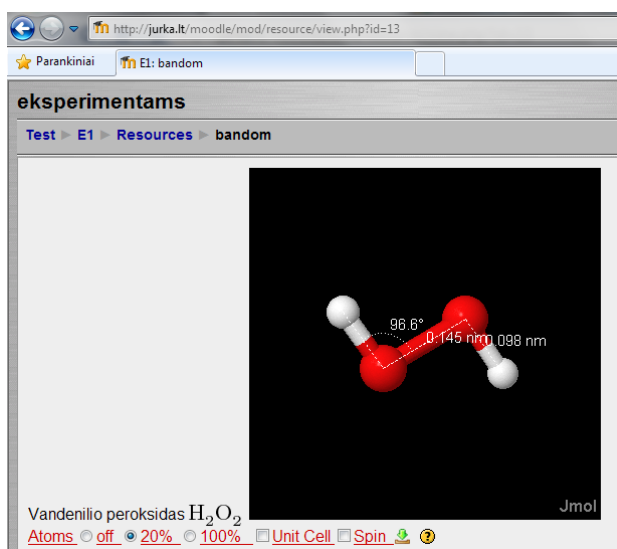 http://jurka.lt/moodle/mod/resource/view.php?id=13
Parankiniai E1: bandom
eksperimentams
Test ► E1 ► Resources ► bandom
96.6°
0.145 nm 0.098 nm
Jmol
Vandenilio peroksidas H₂O₂
Atoms off 20% 100% Unit Cell Spin ?